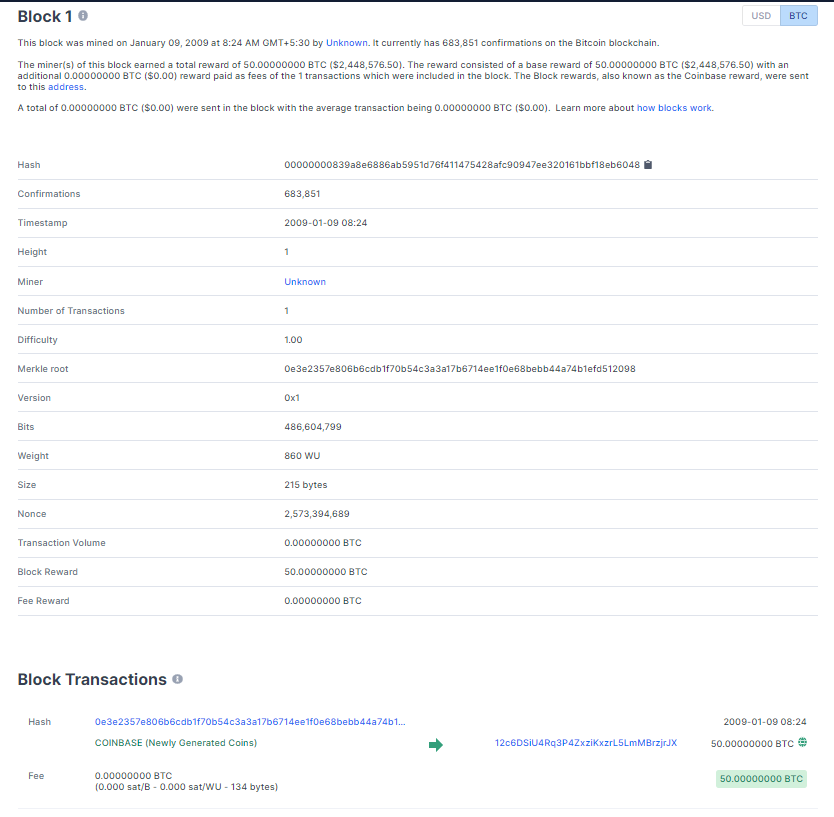 Block 1
USD BTC
This block was mined on January 09, 2009 at 8:24 AM GMT+5:30 by Unknown. It currently has 683,851 confirmations on the Bitcoin blockchain.
The miner(s) of this block earned a total reward of 50.00000000 BTC ($2,448,576.50). The reward consisted of a base reward of 50.00000000 BTC ($2,448,576.50) with an
additional 0.00000000 BTC ($0.00) reward paid as fees of the 1 transactions which were included in the block. The Block rewards, also known as the Coinbase reward, were sent
to this address.
A total of 0.00000000 BTC ($0.00) were sent in the block with the average transaction being 0.00000000 BTC ($0.00). Learn more about how blocks work.
Hash 00000000839a8e6886ab5951d76f411475428afc90947ee320161bbf18eb6048
Confirmations 683,851
Timestamp 2009-01-09 08:24
Height 1
Miner Unknown
Number of Transactions 1
Difficulty 1.00
Merkle root 0e3e2357e806b6cdb1f70b54c3a3a17b6714ee1f0e68bebb44a74b1efd512098
Version 0x1
Bits 486,604,799
Weight 860 WU
Size 215 bytes
Nonce 2,573,394,689
Transaction Volume 0.00000000 BTC
Block Reward 50.00000000 BTC
Fee Reward 0.00000000 BTC
Block Transactions
Hash 0e3e2357e806b6cdb1f70b54c3a3a17b6714ee1f0e68bebb44a74b1... 2009-01-09 08:24
COINBASE (Newly Generated Coins) 12c6DSiU4Rq3P4ZxziKxzrL5LmMBrzjrJX 50.00000000 BTC
Fee 0.00000000 BTC 50.00000000 BTC
(0.000 sat/B - 0.000 sat/WU - 134 bytes)